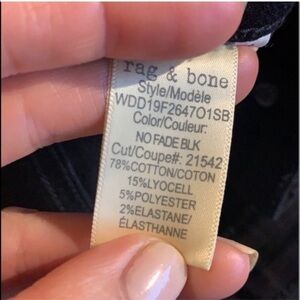 rag & bone
Style/Modèle
WDD19F2647O1SB
Color/Couleur:
NO FADE BLK
Cut/Coupe#: 21542
78%COTTON/COTON
15%LYOCELL
5%POLYESTER
2%ELASTANE/
ÉLASTHANNE